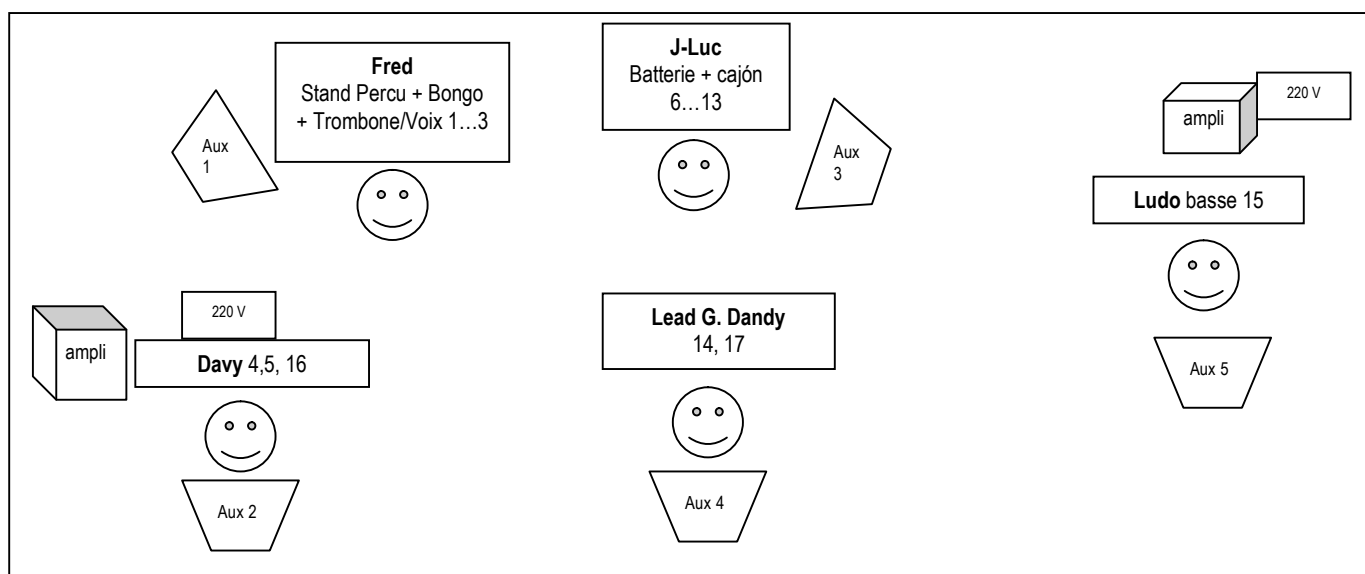 Fred
Stand Percu + Bongo
+ Trombone/Voix 1…3
Aux
1
J-Luc
Batterie + cajón
6…13
Aux
3
ampli
220 V
Ludo basse 15
Aux 5
220 V
ampli
Davy 4,5, 16
Aux 2
Lead G. Dandy
14, 17
Aux 4